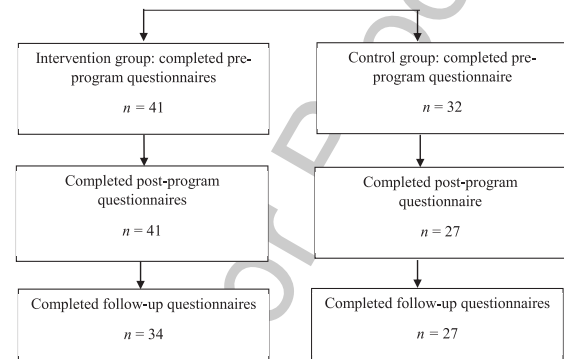 Intervention group: completed pre-
program questionnaires
n = 41
Control group: completed pre-
program questionnaire
n = 32
Completed post-program
questionnaires
n = 41
Completed post-program
questionnaire
n = 27
Completed follow-up questionnaires
n = 34
Completed follow-up questionnaires
n = 27